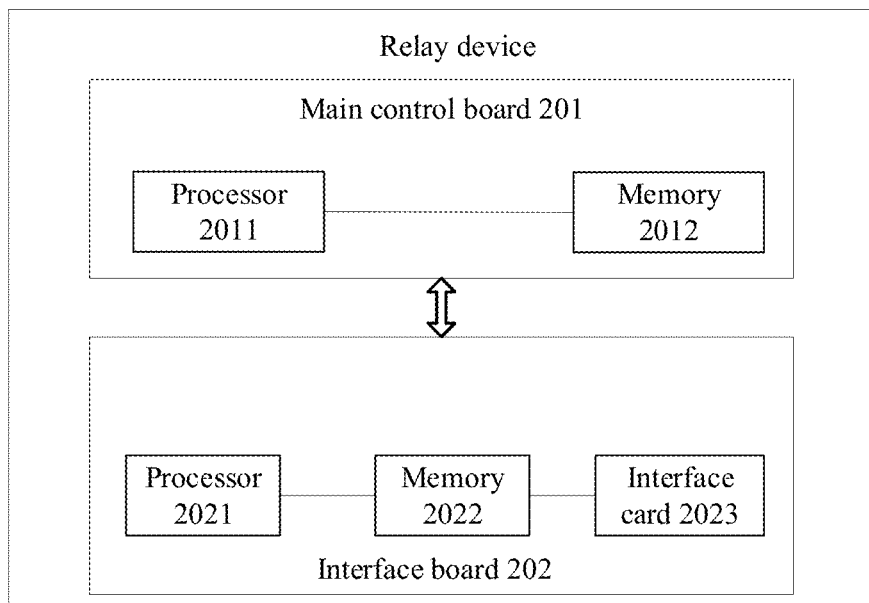 Relay device
Main control board 201
Processor
2011
Memory
2012
Processor
2021
Memory
2022
Interface
card 2023
Interface board 202